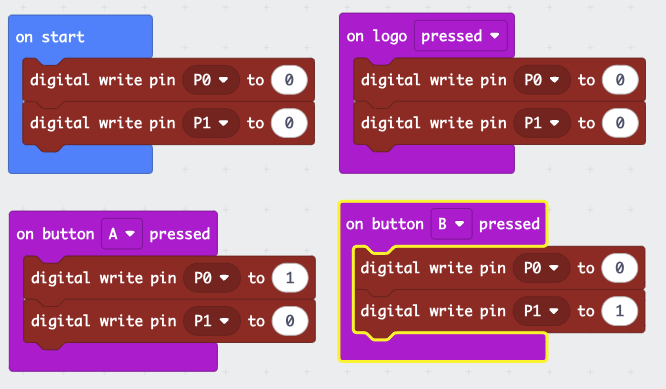 on start
digital write pin P0 to 0
digital write pin P1 to 0
on logo pressed
digital write pin P0 to 0
digital write pin P1 to 0
on button A pressed
digital write pin P0 to 1
digital write pin P1 to 0
on button B pressed
digital write pin P0 to 0
digital write pin P1 to 1